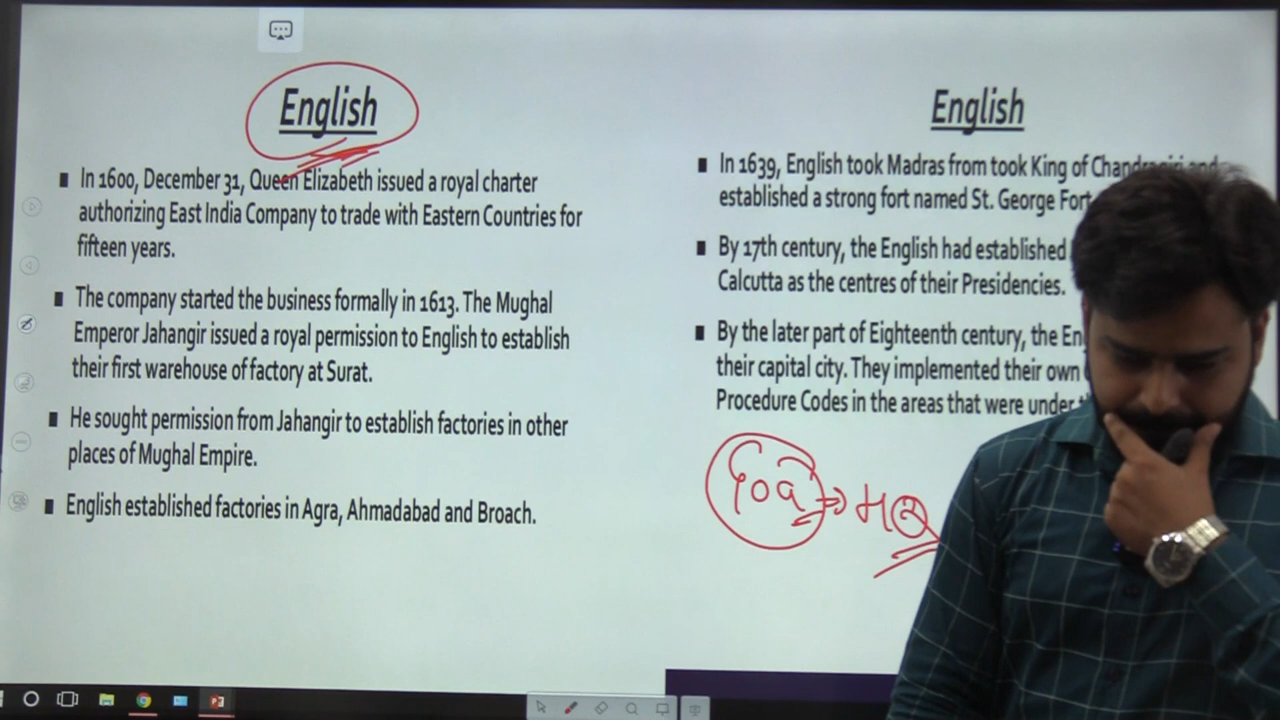 English
In 1600, December 31, Queen Elizabeth issued a royal charter
authorizing East India Company to trade with Eastern Countries for
fifteen years.
The company started the business formally in 1613. The Mughal
Emperor Jahangir issued a royal permission to English to establish
their first warehouse of factory at Surat.
He sought permission from Jahangir to establish factories in other
places of Mughal Empire.
English established factories in Agra, Ahmadabad and Broach.
English
In 1639, English took Madras from took King of Chandragiri and
established a strong fort named St. George Fort
By 17th century, the English had established
Calcutta as the centres of their Presidencies.
By the later part of Eighteenth century, the
their capital city. They implemented their own
Procedure Codes in the areas that were under
Goa → HQ